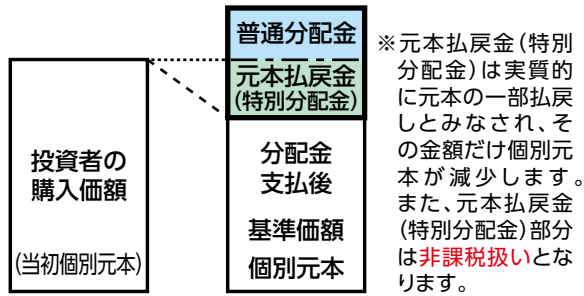 普通分配金
元本払戻金
(特別分配金)
投資者の
購入価額
(当初個別元本)
分配金
支払後
基準価額
個別元本
※元本払戻金(特別
分配金)は実質的
に元本の一部払戻
しとみなされ、そ
の金額だけ個別元
本が減少します。
また、元本払戻金
(特別分配金)部分
は非課税扱いとな
ります。